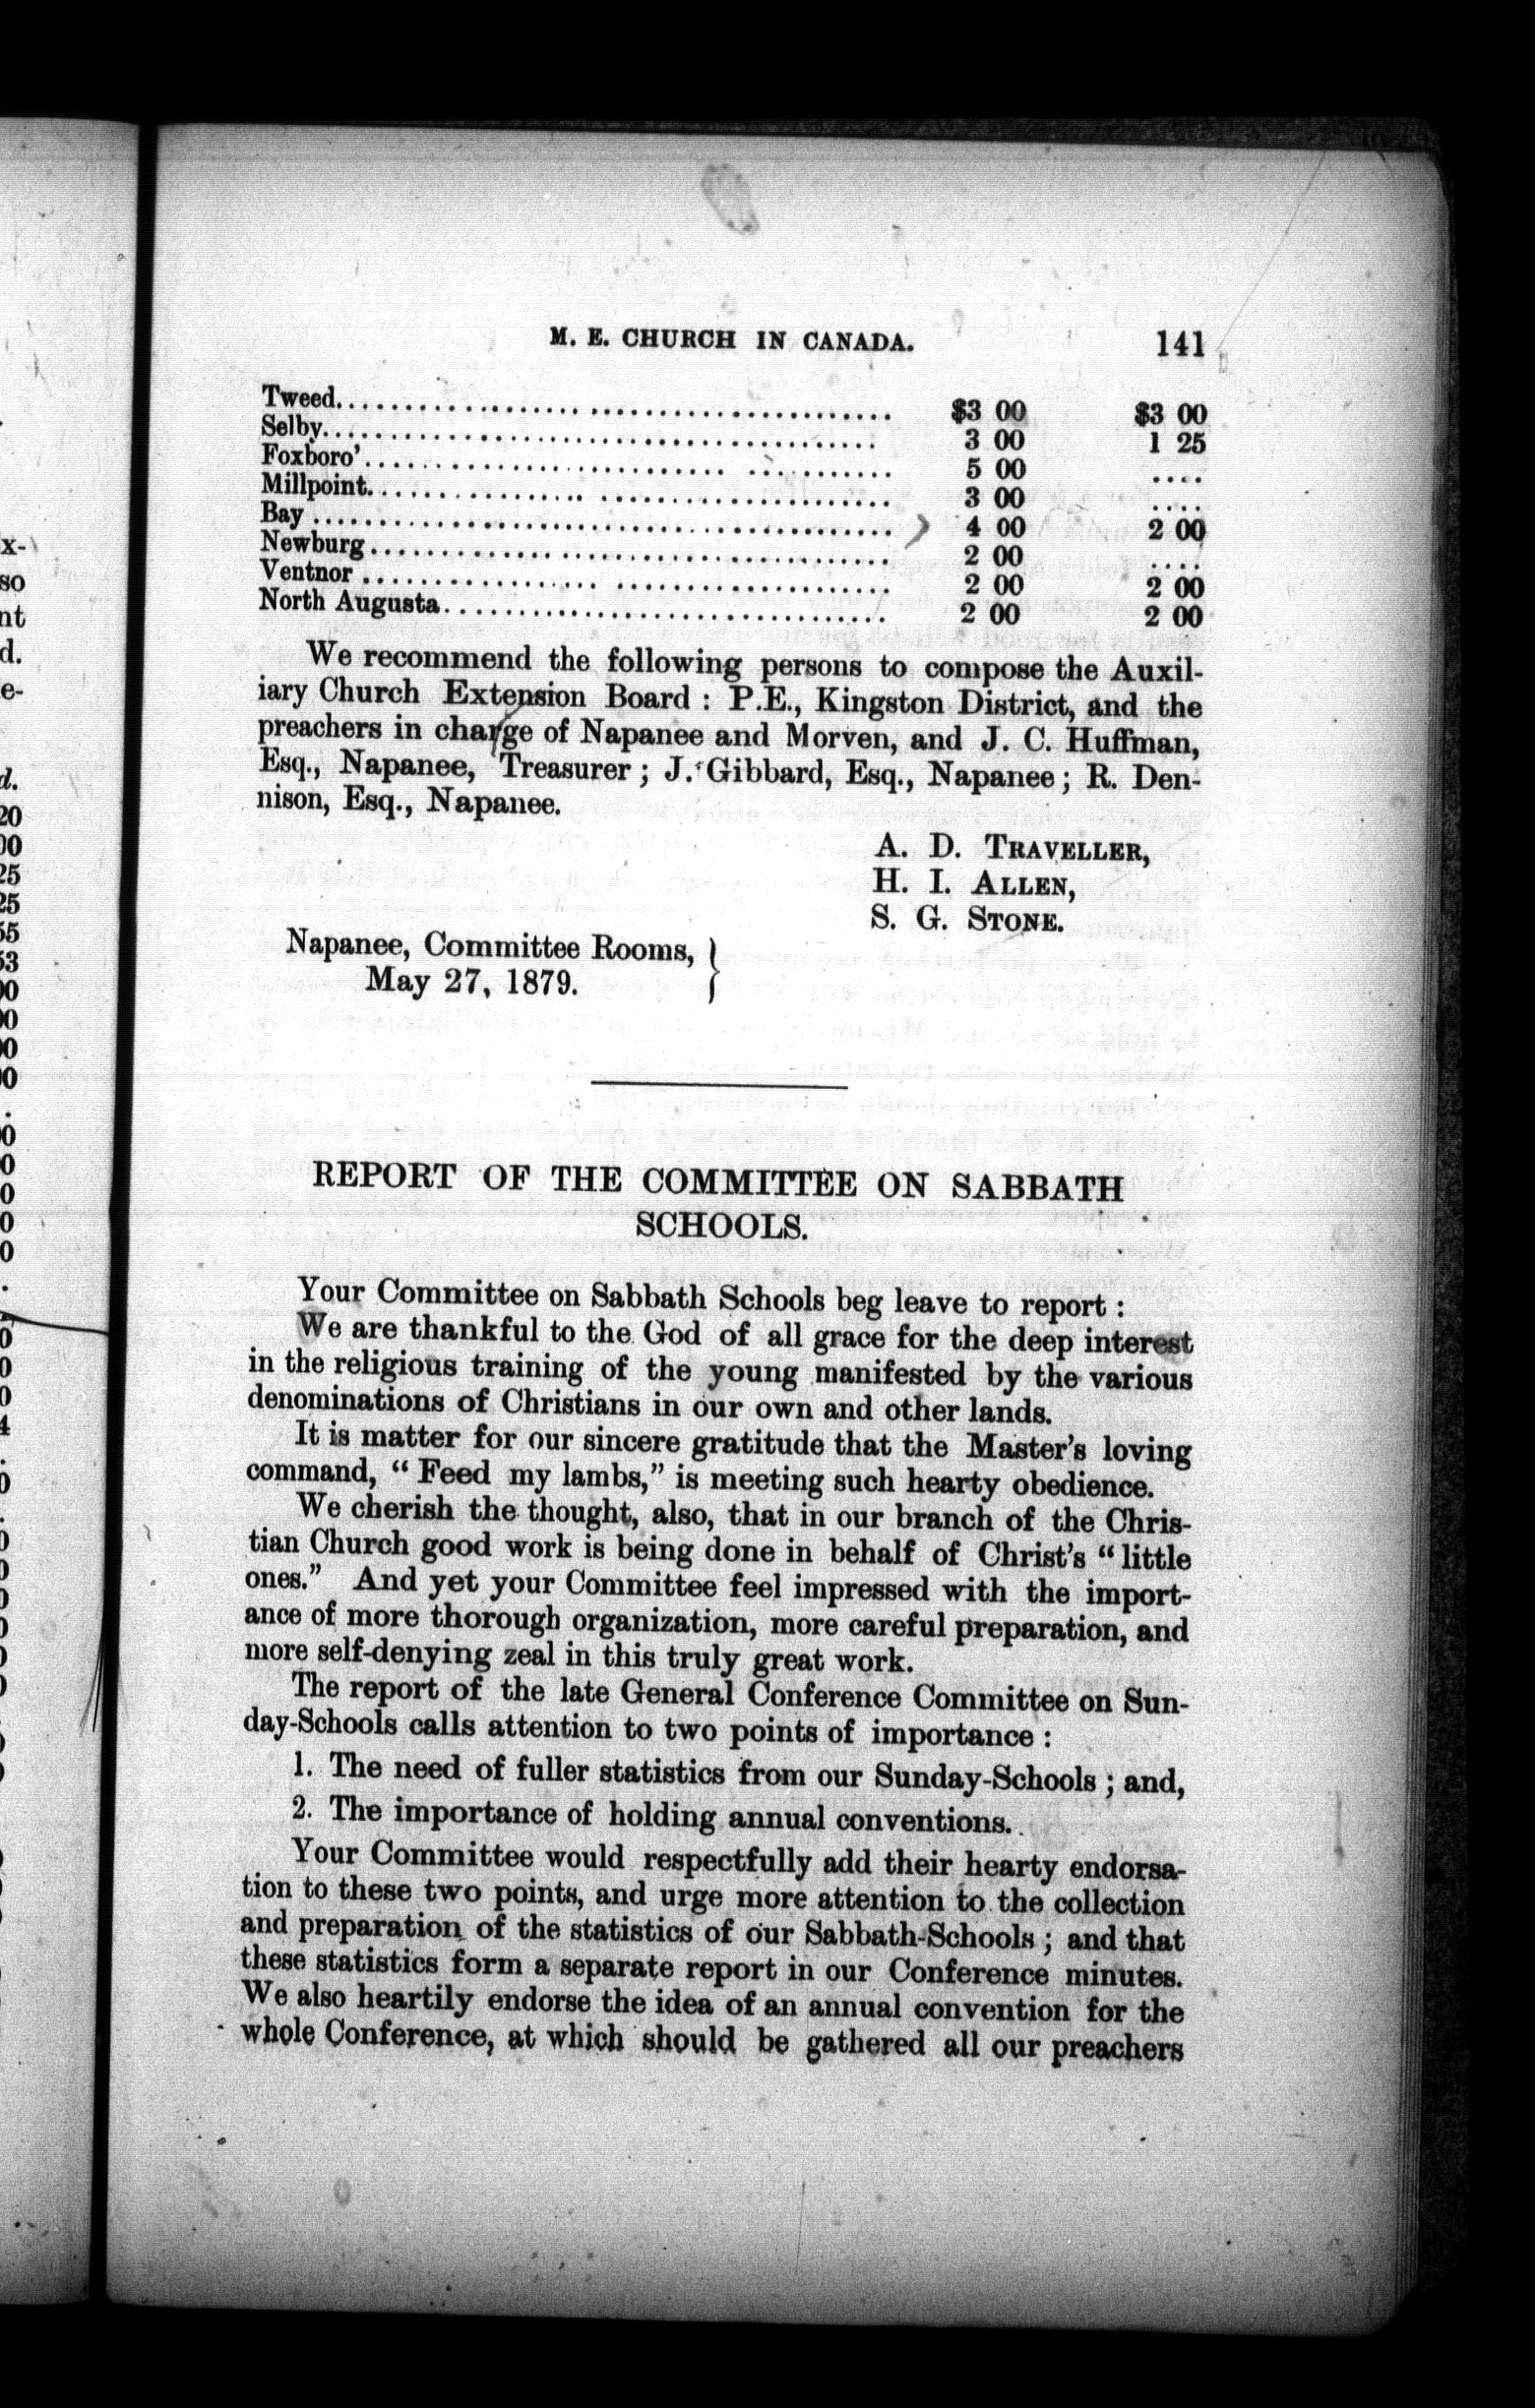 M. E. CHURCH IN CANADA. 141
Tweed........................................ $3 00 $3 00
Selby........................................ 3 00 1 25
Foxboro'........................................ 5 00 ....
Millpoint........................................ 3 00 ....
Bay ........................................ 4 00 2 00
Newburg........................................ 2 00 ....
Ventnor ........................................ 2 00 2 00
North Augusta........................................ 2 00 2 00
We recommend the following persons to compose the Auxil-
iary Church Extension Board : P.E., Kingston District, and the
preachers in charge of Napanee and Morven, and J. C. Huffman,
Esq., Napanee, Treasurer ; J. Gibbard, Esq., Napanee ; R. Den-
nison, Esq., Napanee.
A. D. TRAVELLER,
H. I. ALLEN,
S. G. STONE.
Napanee, Committee Rooms, }
May 27, 1879.
REPORT OF THE COMMITTEE ON SABBATH
SCHOOLS.
Your Committee on Sabbath Schools beg leave to report :
We are thankful to the God of all grace for the deep interest
in the religious training of the young manifested by the various
denominations of Christians in our own and other lands.
It is matter for our sincere gratitude that the Master's loving
command, “ Feed my lambs,” is meeting such hearty obedience.
We cherish the thought, also, that in our branch of the Chris-
tian Church good work is being done in behalf of Christ's “ little
ones.” And yet your Committee feel impressed with the import-
ance of more thorough organization, more careful preparation, and
more self-denying zeal in this truly great work.
The report of the late General Conference Committee on Sun-
day-Schools calls attention to two points of importance :
1. The need of fuller statistics from our Sunday-Schools ; and,
2. The importance of holding annual conventions.
Your Committee would respectfully add their hearty endorsa-
tion to these two points, and urge more attention to the collection
and preparation of the statistics of our Sabbath-Schools ; and that
these statistics form a separate report in our Conference minutes.
We also heartily endorse the idea of an annual convention for the
whole Conference, at which should be gathered all our preachers